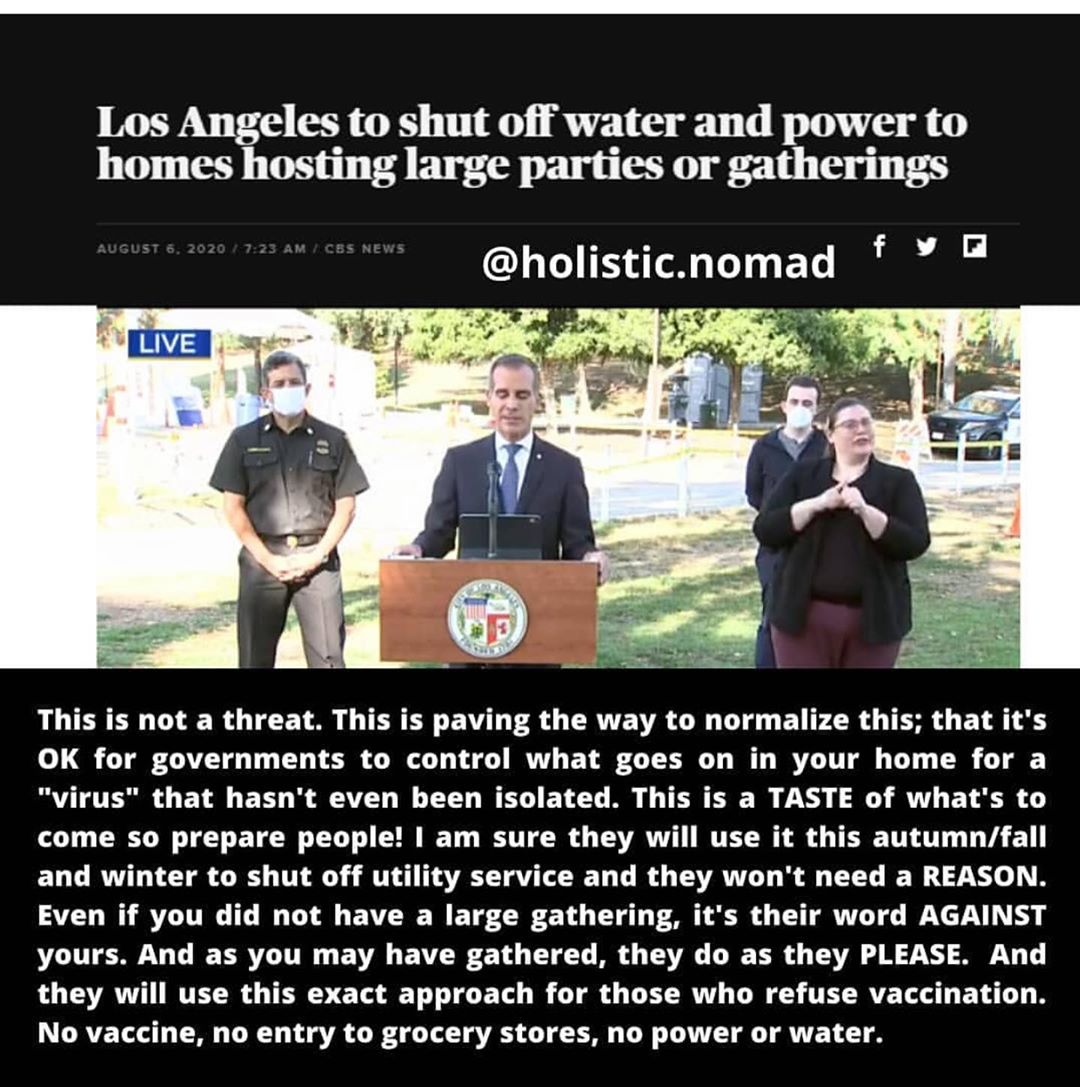 Los Angeles to shut off water and power to
homes hosting large parties or gatherings
AUGUST 6, 2020 / 7:23 AM / CBS NEWS
@holistic.nomad
LIVE
This is not a threat. This is paving the way to normalize this; that it's
OK for governments to control what goes on in your home for a
"virus" that hasn't even been isolated. This is a TASTE of what's to
come so prepare people! I am sure they will use it this autumn/fall
and winter to shut off utility service and they won't need a REASON.
Even if you did not have a large gathering, it's their word AGAINST
yours. And as you may have gathered, they do as they PLEASE. And
they will use this exact approach for those who refuse vaccination.
No vaccine, no entry to grocery stores, no power or water.